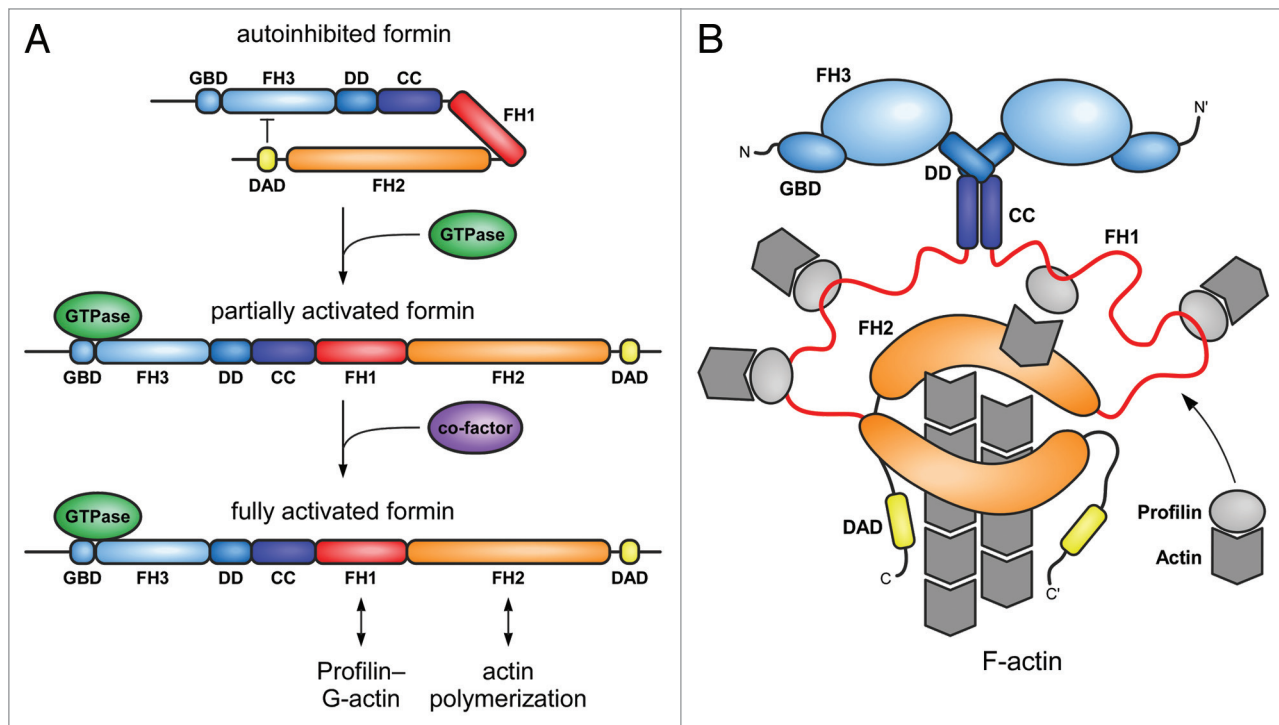 A
autoinhibited formin
GBD FH3 DD CC
FH1
DAD FH2
GTPase
GTPase
partially activated formin
GBD FH3 DD CC FH1 FH2 DAD
co-factor
GTPase
fully activated formin
GBD FH3 DD CC FH1 FH2 DAD
Profilin–
G-actin
actin
polymerization
B
FH3
N'
N
GBD
DD
CC
FH1
FH2
DAD
C
C'
Profilin
Actin
F-actin